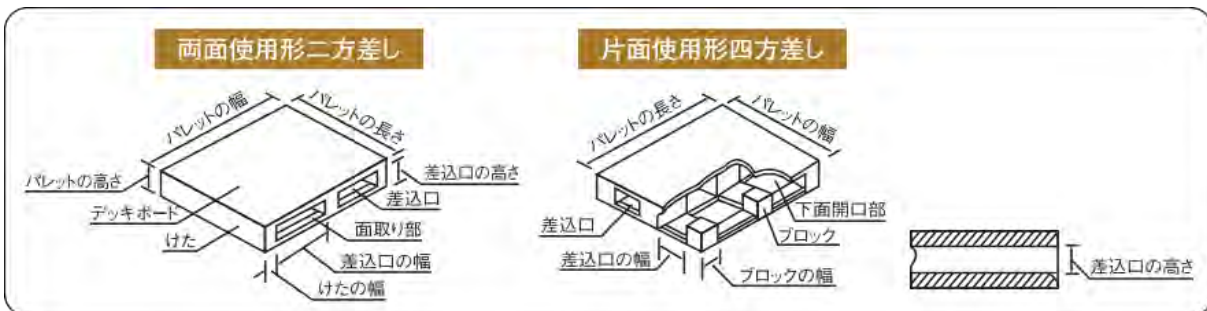 両面使用形二方差し
パレットの幅
パレットの長さ
パレットの高さ
差込口の高さ
差込口
デッキボード
面取り部
けた
差込口の幅
けたの幅
片面使用形四方差し
パレットの長さ
パレットの幅
差込口
下面開口部
ブロック
差込口の幅
ブロックの幅
差込口の高さ